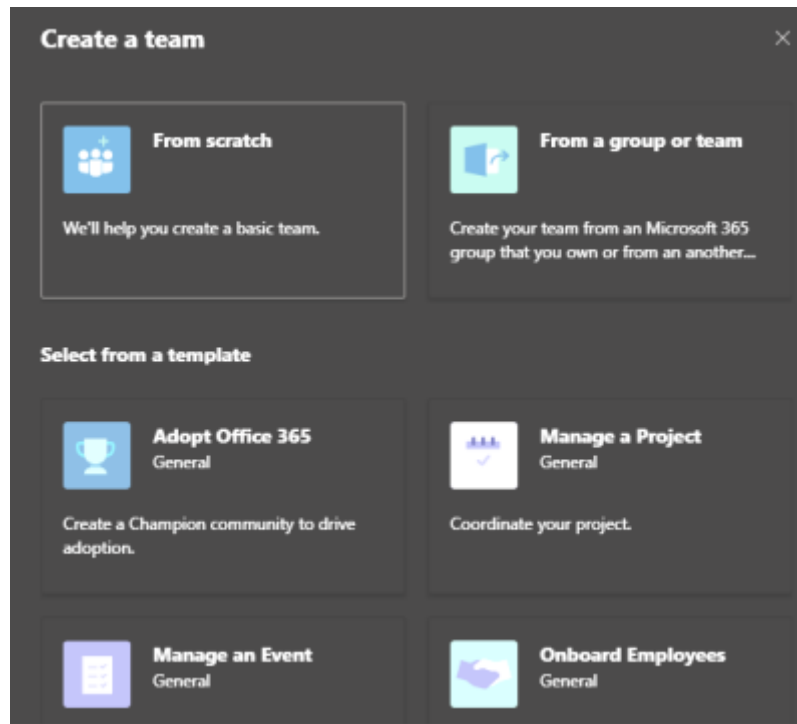 Create a team
From scratch
We'll help you create a basic team.
From a group or team
Create your team from an Microsoft 365
group that you own or from an another...
Select from a template
Adopt Office 365
General
Create a Champion community to drive
adoption.
Manage a Project
General
Coordinate your project.
Manage an Event
General
Onboard Employees
General